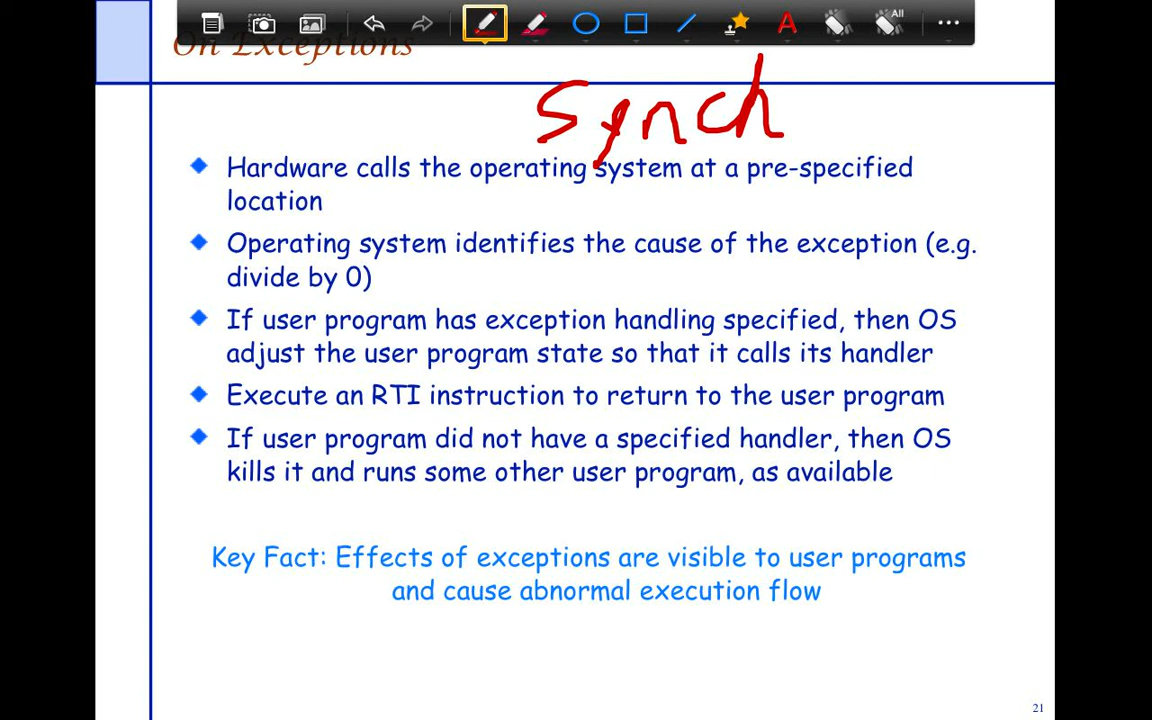 All
A
On Exceptions
Synch
Hardware calls the operating system at a pre-specified
location
Operating system identifies the cause of the exception (e.g.
divide by 0)
If user program has exception handling specified, then OS
adjust the user program state so that it calls its handler
Execute an RTI instruction to return to the user program
If user program did not have a specified handler, then OS
kills it and runs some other user program, as available
Key Fact: Effects of exceptions are visible to user programs
and cause abnormal execution flow
21